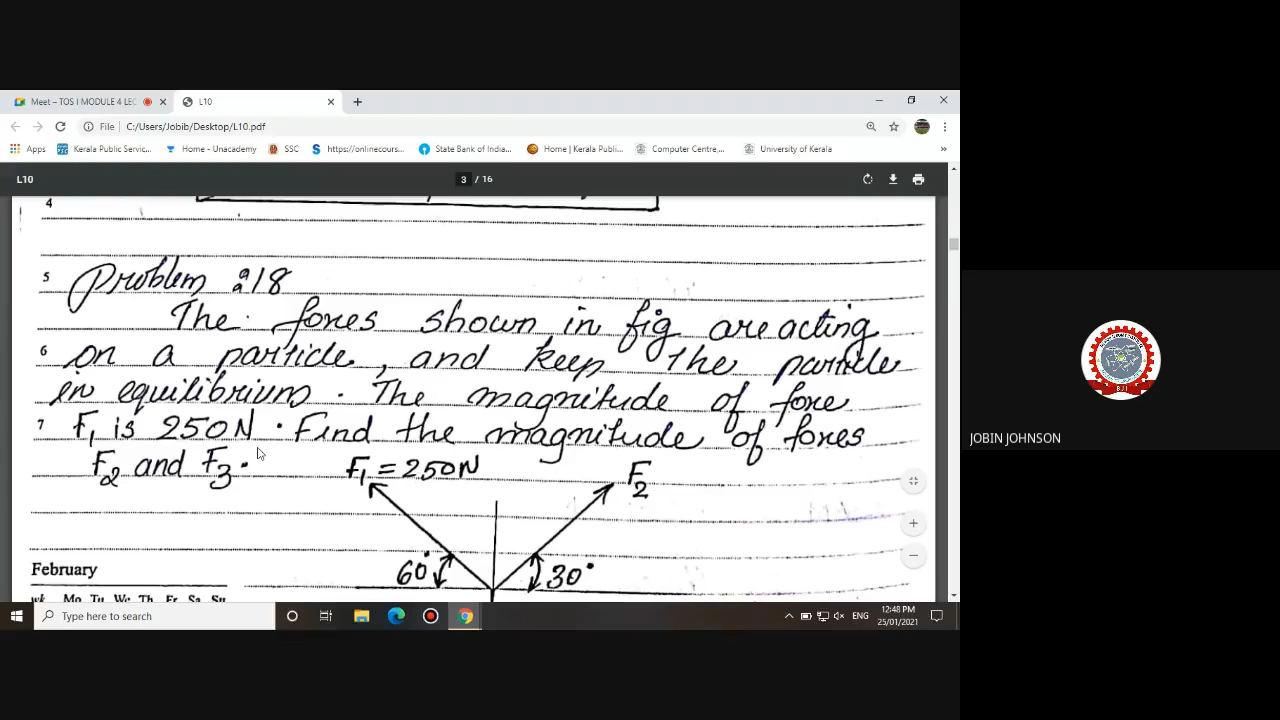 Meet – TOS I MODULE 4 LEC
L10
File C:/Users/Jobib/Desktop/L10.pdf
Apps Kerala Public Servic... Home - Unacademy SSC https://onlinecours... State Bank of India... Home | Kerala Publi... Computer Centre,... University of Kerala »
L10 3 / 16
4
5 Problem 218
The forces shown in fig are acting
6 on a particle, and keep the particle
in equilibrium. The magnitude of force
7 F1 is 250N. Find the magnitude of forces
F2 and F3.
F1 = 250N F2
60° 30°
February
wk Mo Tu We Th Fr Sa Su
Type here to search
ENG
12:48 PM
25/01/2021
JOBIN JOHNSON
BJI